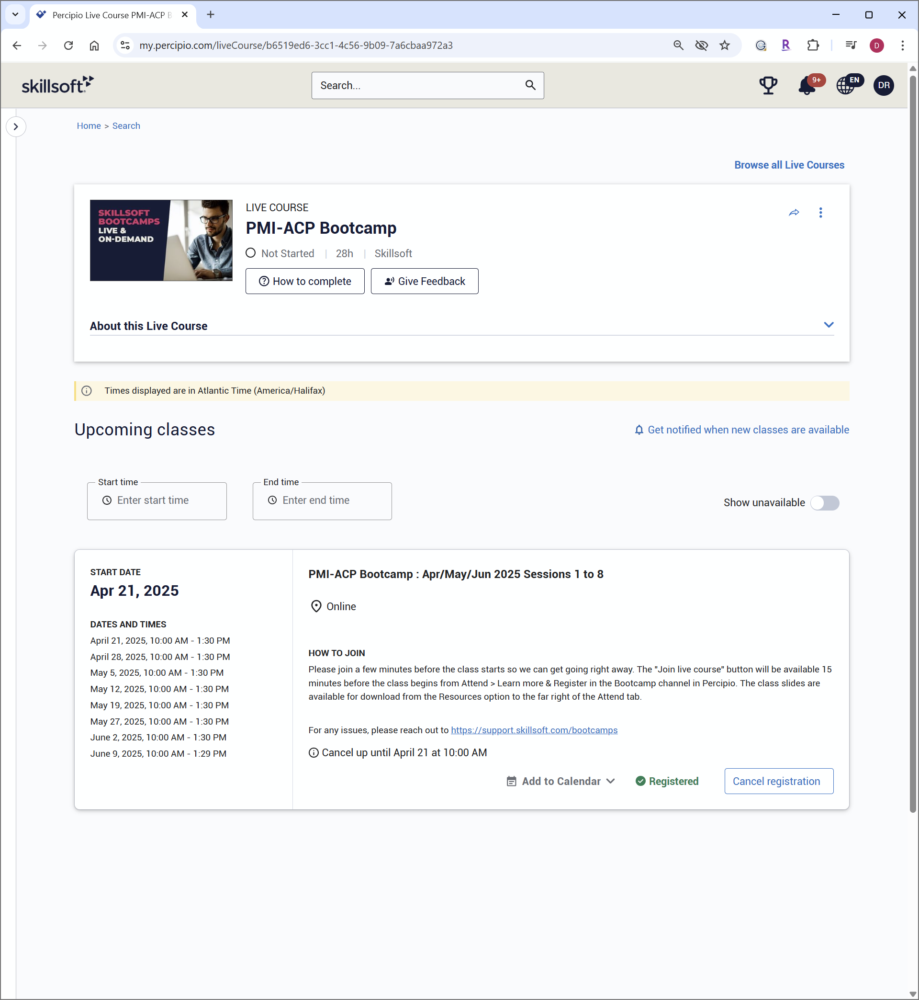 Percipio Live Course PMI-ACP B
my.percipio.com/liveCourse/b6519ed6-3cc1-4c56-9b09-7a6cbaa972a3
R
D
skillsoft
Search...
9+
EN
DR
Home > Search
Browse all Live Courses
SKILLSOFT
BOOTCAMPS
LIVE &
ON-DEMAND
LIVE COURSE
PMI-ACP Bootcamp
Not Started | 28h | Skillsoft
How to complete
Give Feedback
About this Live Course
Times displayed are in Atlantic Time (America/Halifax)
Upcoming classes
Get notified when new classes are available
Start time
Enter start time
End time
Enter end time
Show unavailable
START DATE
Apr 21, 2025
DATES AND TIMES
April 21, 2025, 10:00 AM - 1:30 PM
April 28, 2025, 10:00 AM - 1:30 PM
May 5, 2025, 10:00 AM - 1:30 PM
May 12, 2025, 10:00 AM - 1:30 PM
May 19, 2025, 10:00 AM - 1:30 PM
May 27, 2025, 10:00 AM - 1:30 PM
June 2, 2025, 10:00 AM - 1:30 PM
June 9, 2025, 10:00 AM - 1:29 PM
PMI-ACP Bootcamp : Apr/May/Jun 2025 Sessions 1 to 8
Online
HOW TO JOIN
Please join a few minutes before the class starts so we can get going right away. The "Join live course" button will be available 15
minutes before the class begins from Attend > Learn more & Register in the Bootcamp channel in Percipio. The class slides are
available for download from the Resources option to the far right of the Attend tab.
For any issues, please reach out to https://support.skillsoft.com/bootcamps
Cancel up until April 21 at 10:00 AM
Add to Calendar
Registered
Cancel registration